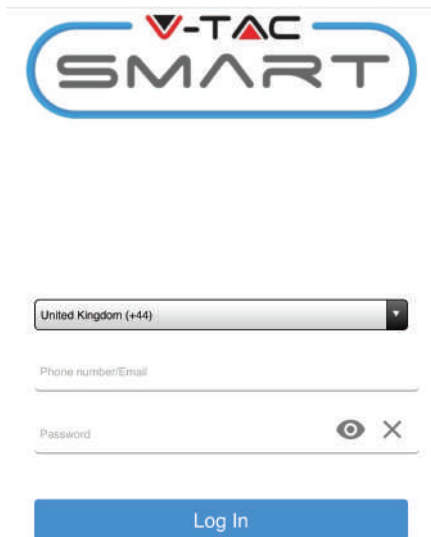 V-TAC
SMART
United Kingdom (+44)
Phone number/Email
Password
Log In